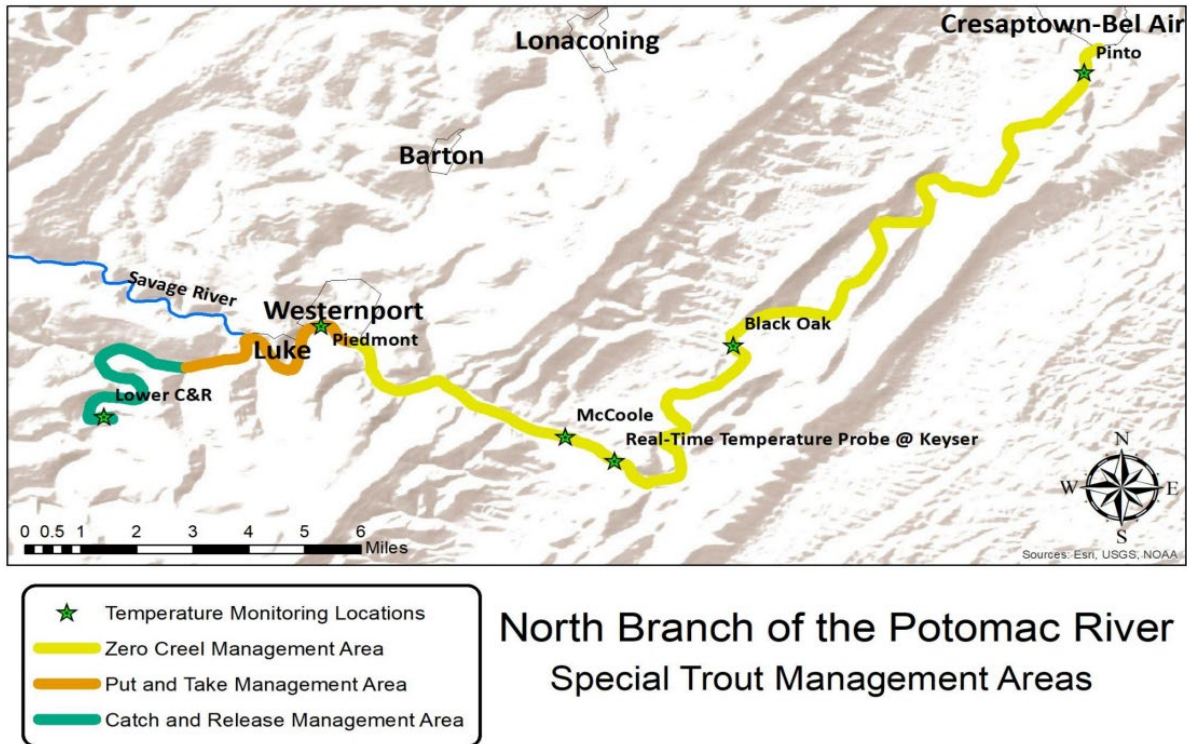 Lonaconing
Cresaptown-Bel Air
Pinto
Barton
Savage River
Westernport
Piedmont
Luke
Black Oak
Lower C&R
McCoole
Real-Time Temperature Probe @ Keyser
N
W E
S
0 0.5 1 2 3 4 5 6
Miles
Sources: Esri, USGS, NOAA
Temperature Monitoring Locations
Zero Creel Management Area
Put and Take Management Area
Catch and Release Management Area
North Branch of the Potomac River
Special Trout Management Areas